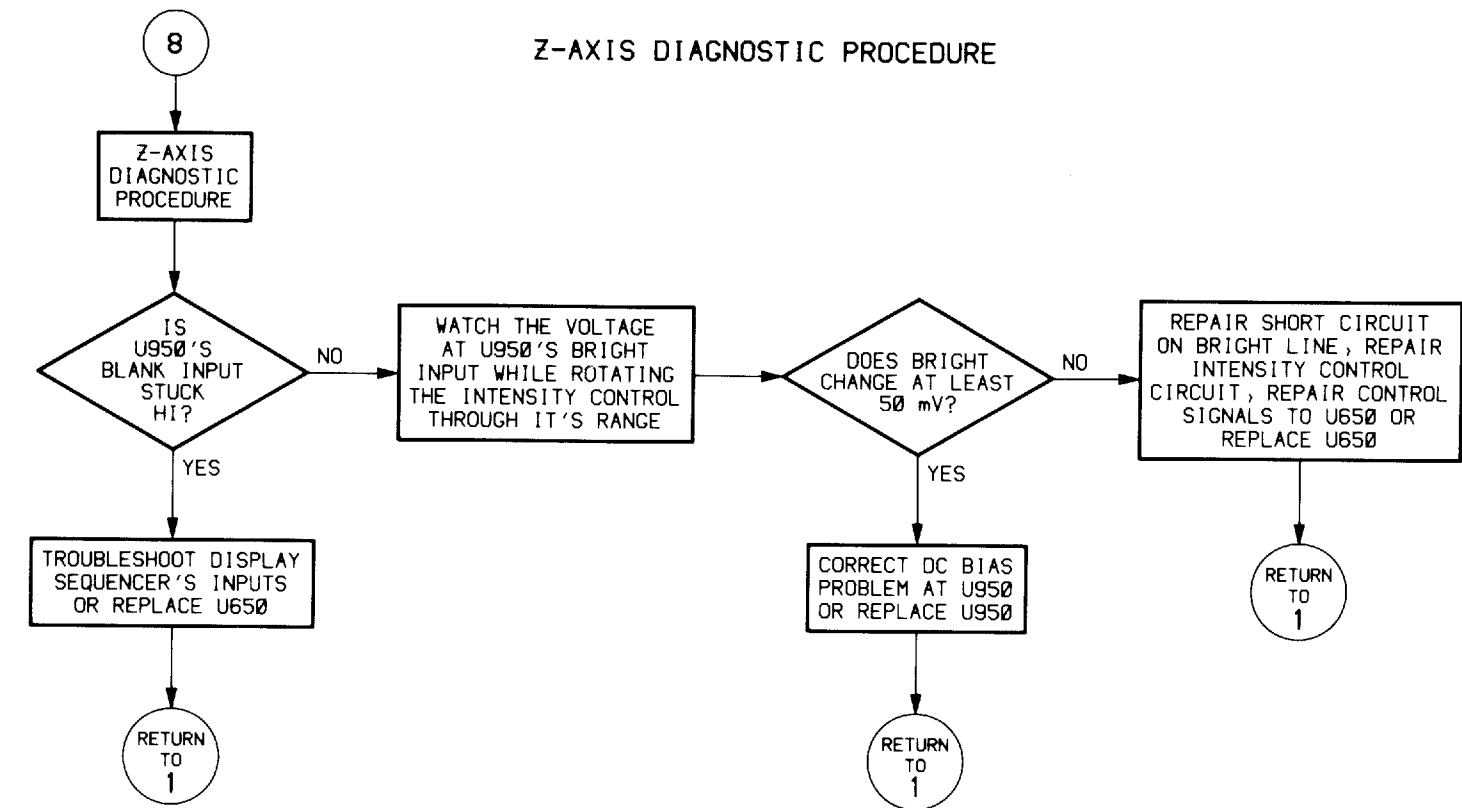 8
Z-AXIS DIAGNOSTIC PROCEDURE
Z-AXIS
DIAGNOSTIC
PROCEDURE
IS
U950'S
BLANK INPUT
STUCK
HI?
NO
YES
WATCH THE VOLTAGE
AT U950'S BRIGHT
INPUT WHILE ROTATING
THE INTENSITY CONTROL
THROUGH IT'S RANGE
DOES BRIGHT
CHANGE AT LEAST
50 mV?
NO
YES
REPAIR SHORT CIRCUIT
ON BRIGHT LINE, REPAIR
INTENSITY CONTROL
CIRCUIT, REPAIR CONTROL
SIGNALS TO U650 OR
REPLACE U650
TROUBLESHOOT DISPLAY
SEQUENCER'S INPUTS
OR REPLACE U650
CORRECT DC BIAS
PROBLEM AT U950
OR REPLACE U950
RETURN
TO
1
RETURN
TO
1
RETURN
TO
1